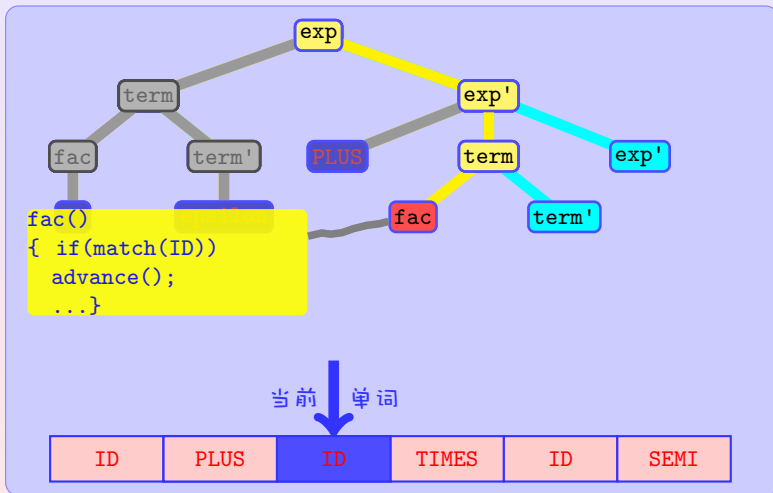 exp
term
exp'
fac
term'
PLUS
term
exp'
fac
term'
fac()
{ if(match(ID))
advance();
...}
当前 单词
ID PLUS ID TIMES ID SEMI